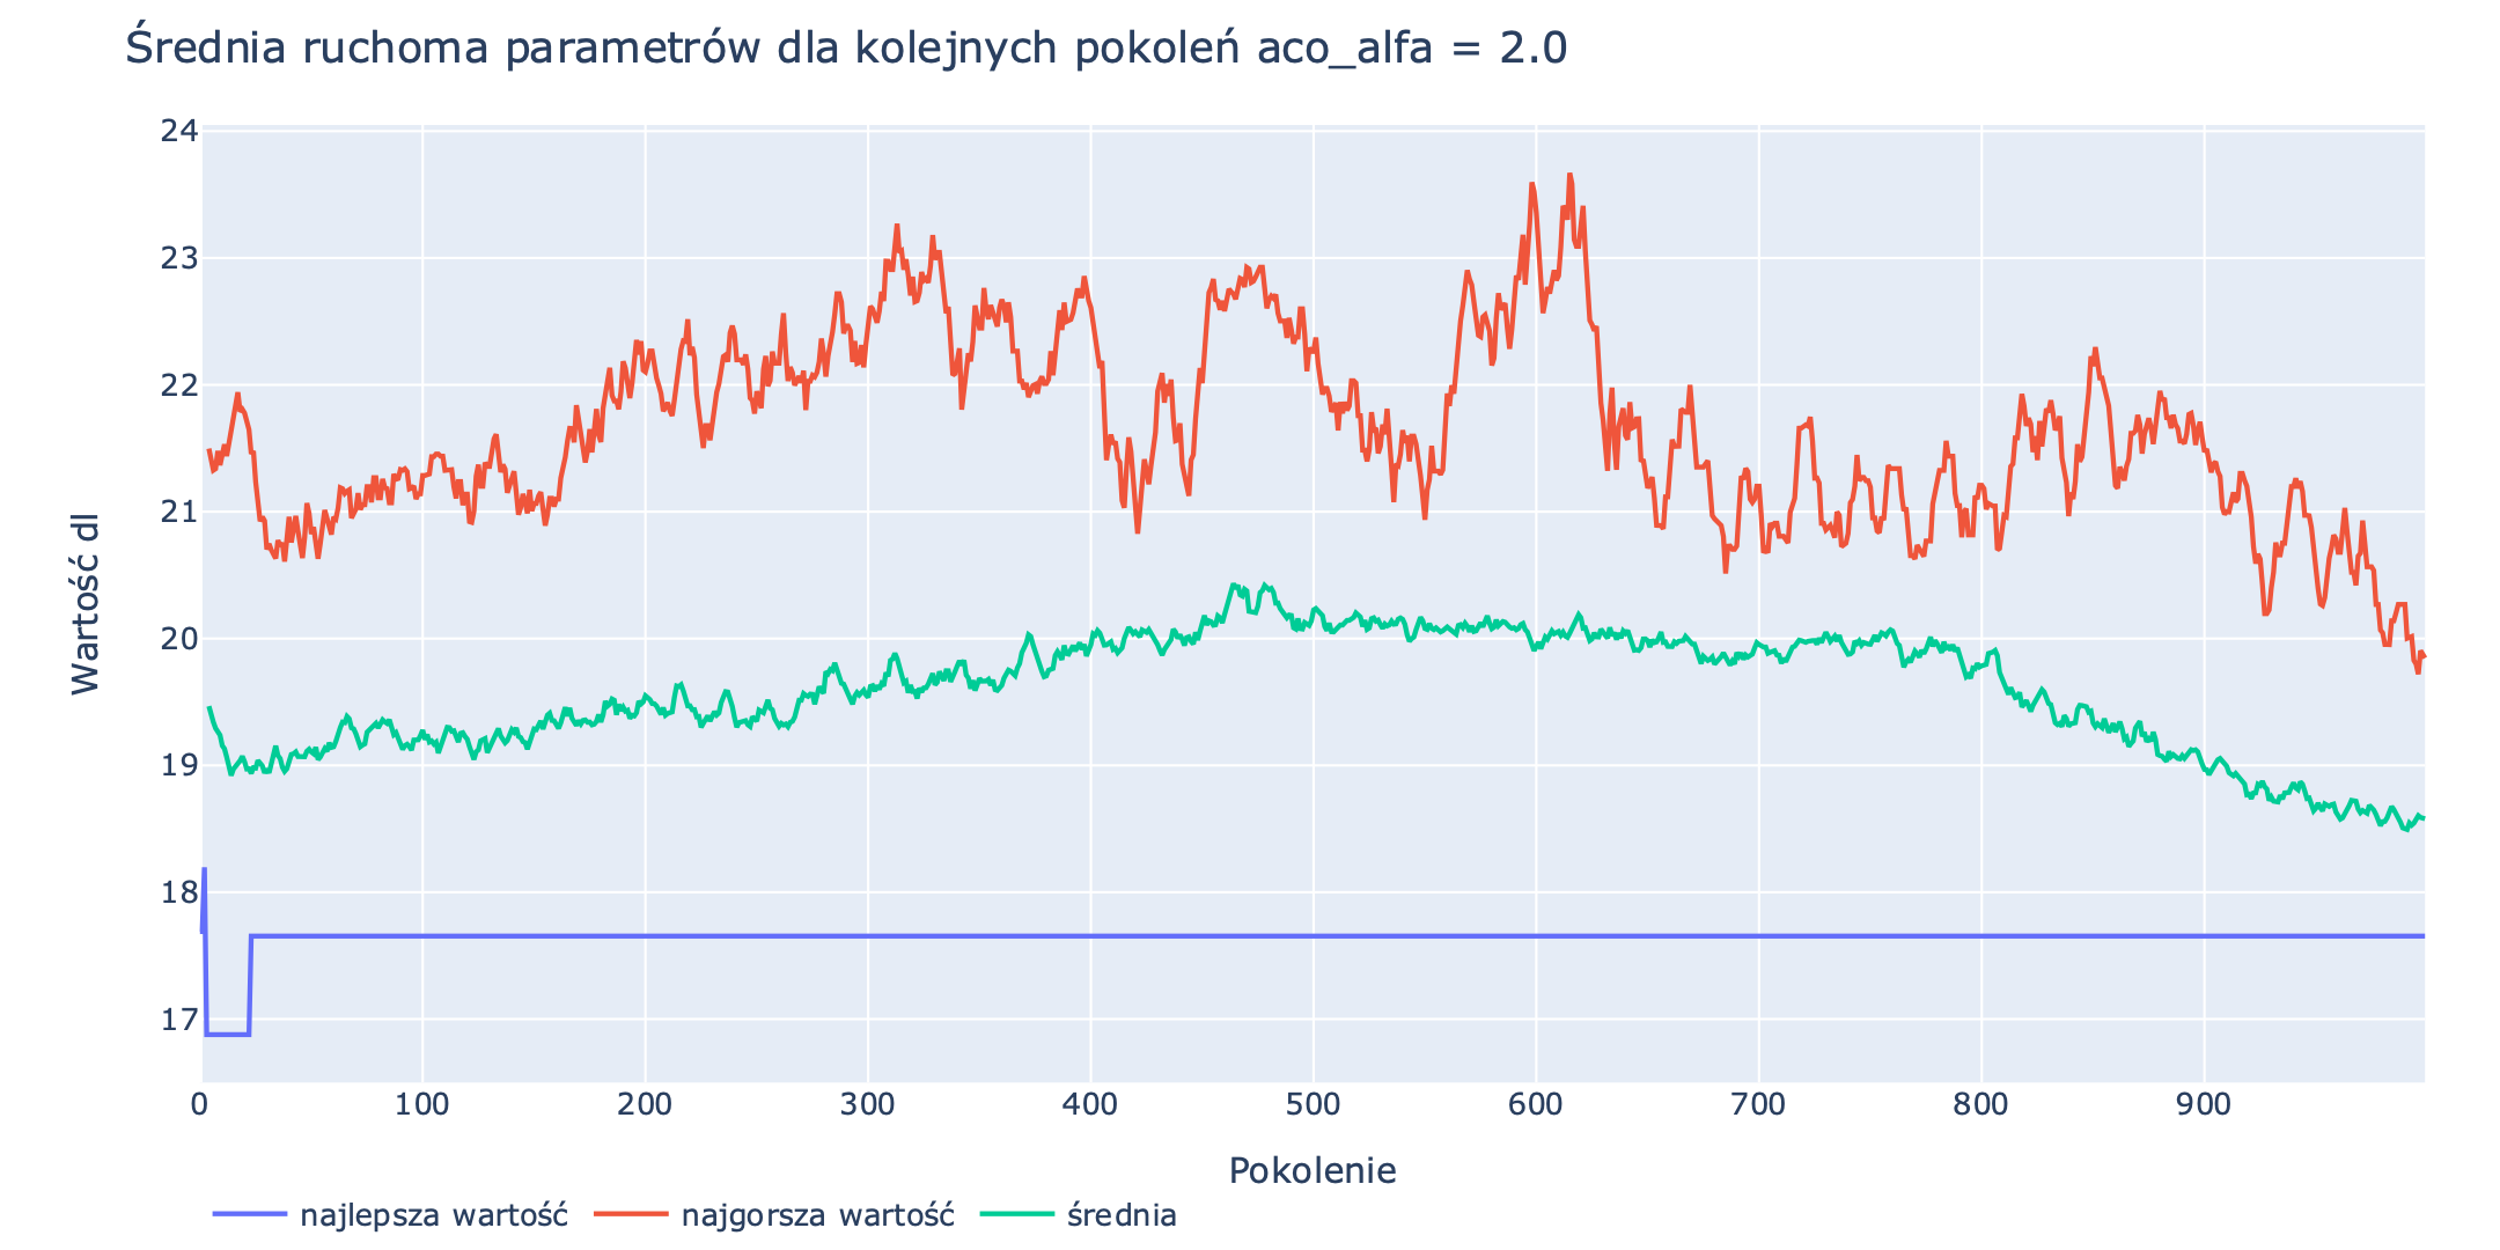 Średnia ruchoma parametrów dla kolejnych pokoleń aco_alfa = 2.0
24
23
22
21
20
19
18
17
Wartość dl
0 100 200 300 400 500 600 700 800 900
Pokolenie
najlepsza wartość najgorsza wartość średnia